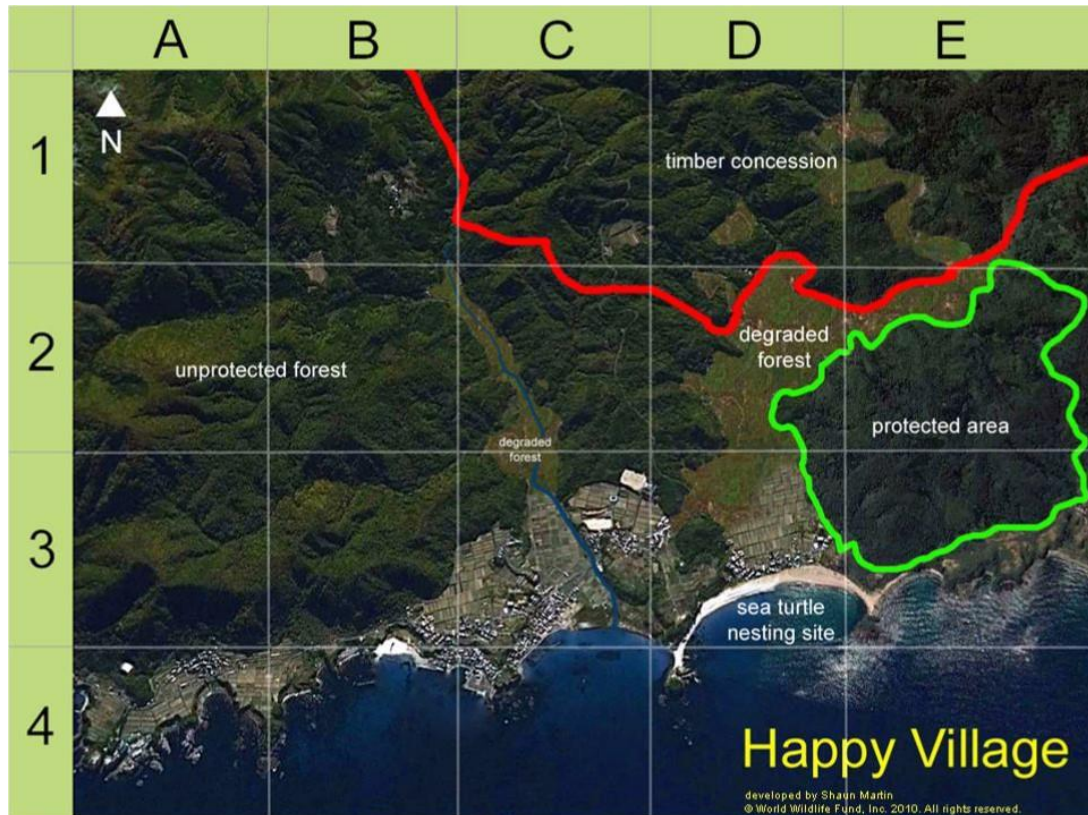 A B C D E
N
1
timber concession
2
unprotected forest
degraded
forest
protected area
degraded
forest
3
sea turtle
nesting site
4
Happy Village
developed by Shaun Martin
© World Wildlife Fund, Inc. 2010. All rights reserved.